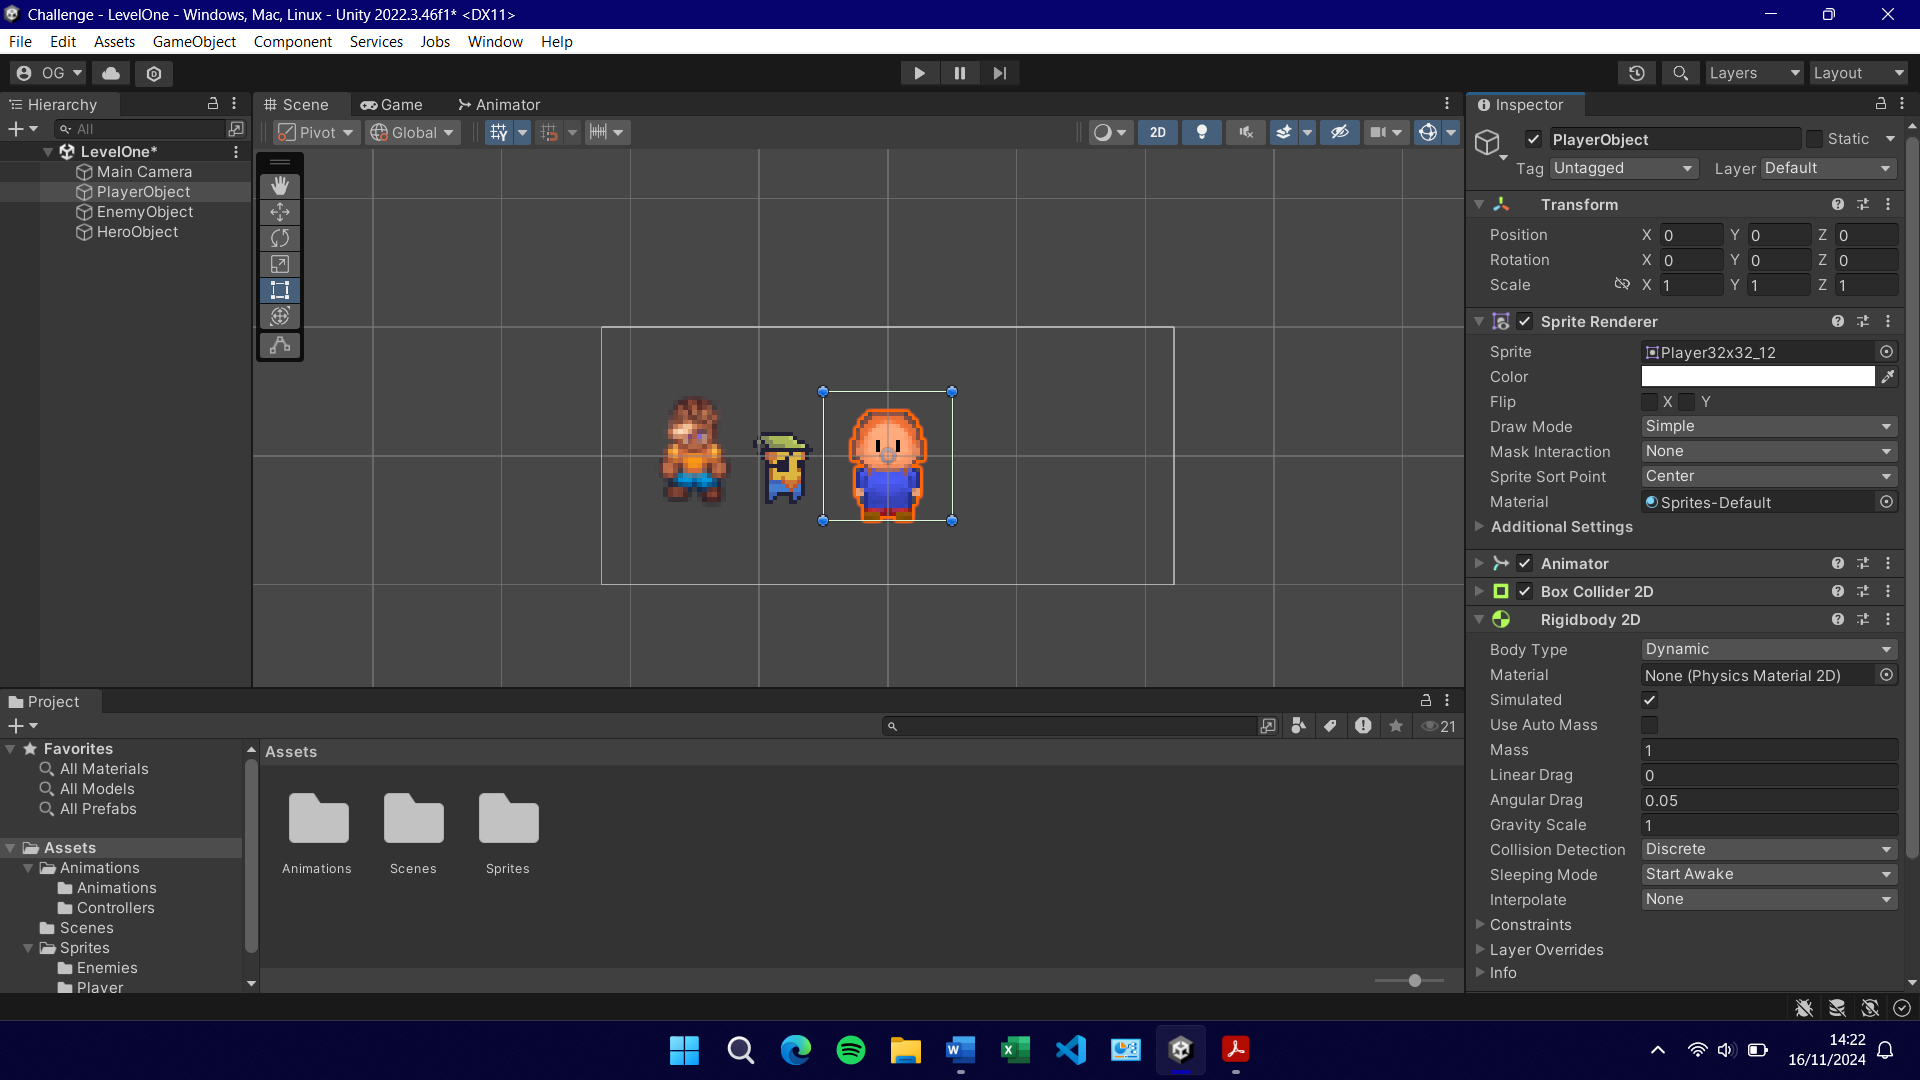 Challenge - LevelOne - Windows, Mac, Linux - Unity 2022.3.46f1* <DX11>
File Edit Assets GameObject Component Services Jobs Window Help
OG Layers Layout
Hierarchy
All
LevelOne*
Main Camera
PlayerObject
EnemyObject
HeroObject
Scene Game Animator
Pivot Global 2D
Inspector
PlayerObject Static
Tag Untagged Layer Default
Transform
Position X 0 Y 0 Z 0
Rotation X 0 Y 0 Z 0
Scale X 1 Y 1 Z 1
Sprite Renderer
Sprite Player32x32_12
Color
Flip X Y
Draw Mode Simple
Mask Interaction None
Sprite Sort Point Center
Material Sprites-Default
Additional Settings
Animator
Box Collider 2D
Rigidbody 2D
Body Type Dynamic
Material None (Physics Material 2D)
Simulated
Use Auto Mass
Mass 1
Linear Drag 0
Angular Drag 0.05
Gravity Scale 1
Collision Detection Discrete
Sleeping Mode Start Awake
Interpolate None
Constraints
Layer Overrides
Info
Project
21
Favorites
All Materials
All Models
All Prefabs
Assets
Animations
Animations
Controllers
Scenes
Sprites
Enemies
Player
Assets
Animations Scenes Sprites
14:22
16/11/2024